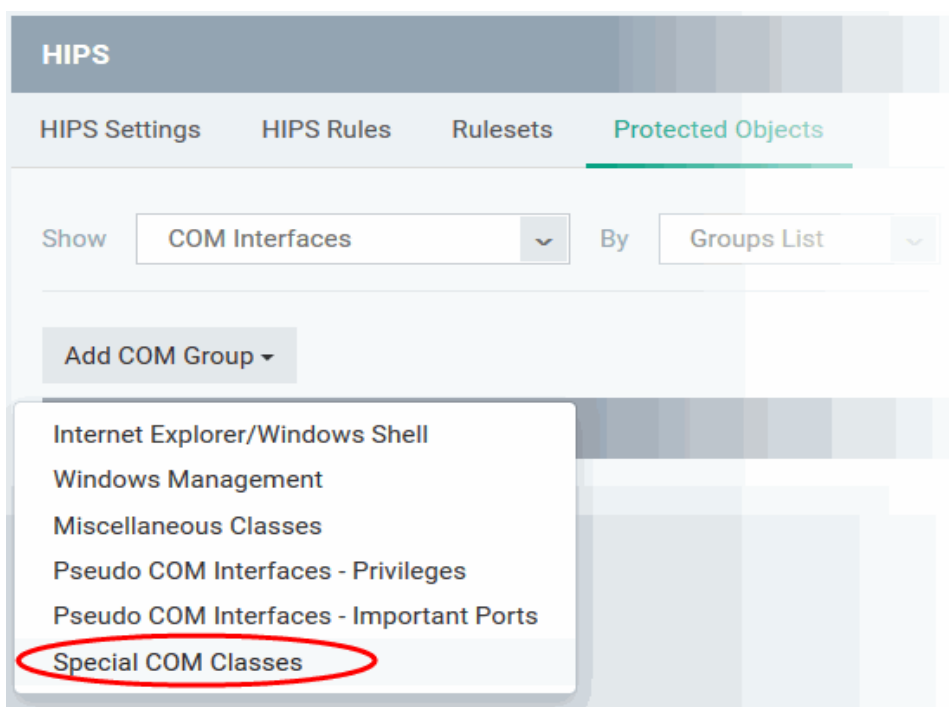 HIPS
HIPS Settings HIPS Rules Rulesets Protected Objects
Show COM Interfaces By Groups List
Add COM Group
Internet Explorer/Windows Shell
Windows Management
Miscellaneous Classes
Pseudo COM Interfaces - Privileges
Pseudo COM Interfaces - Important Ports
Special COM Classes